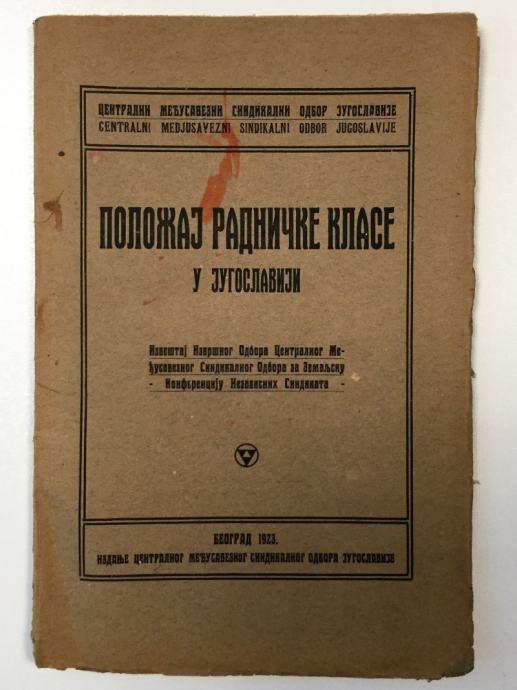 ЦЕНТРАЛНИ МЕЂУСАВЕЗНИ СИНДИКАЛНИ ОДБОР ЈУГОСЛАВИЈЕ
CENTRALNI MEDJUSAVEZNI SINDIKALNI ODBOR JUGOSLAVIJE
ПОЛОЖАЈ РАДНИЧКЕ КЛАСЕ
У ЈУГОСЛАВИЈИ
Извештај Извршног Одбора Централног Ме-
ђусавезног Синдикалног Одбора за Земаљску
- Конференцију Независних Синдиката -
БЕОГРАД 1923.
ИЗДАЊЕ ЦЕНТРАЛНОГ МЕЂУСАВЕЗНОГ СИНДИКАЛНОГ ОДБОРА ЈУГОСЛАВИЈЕ